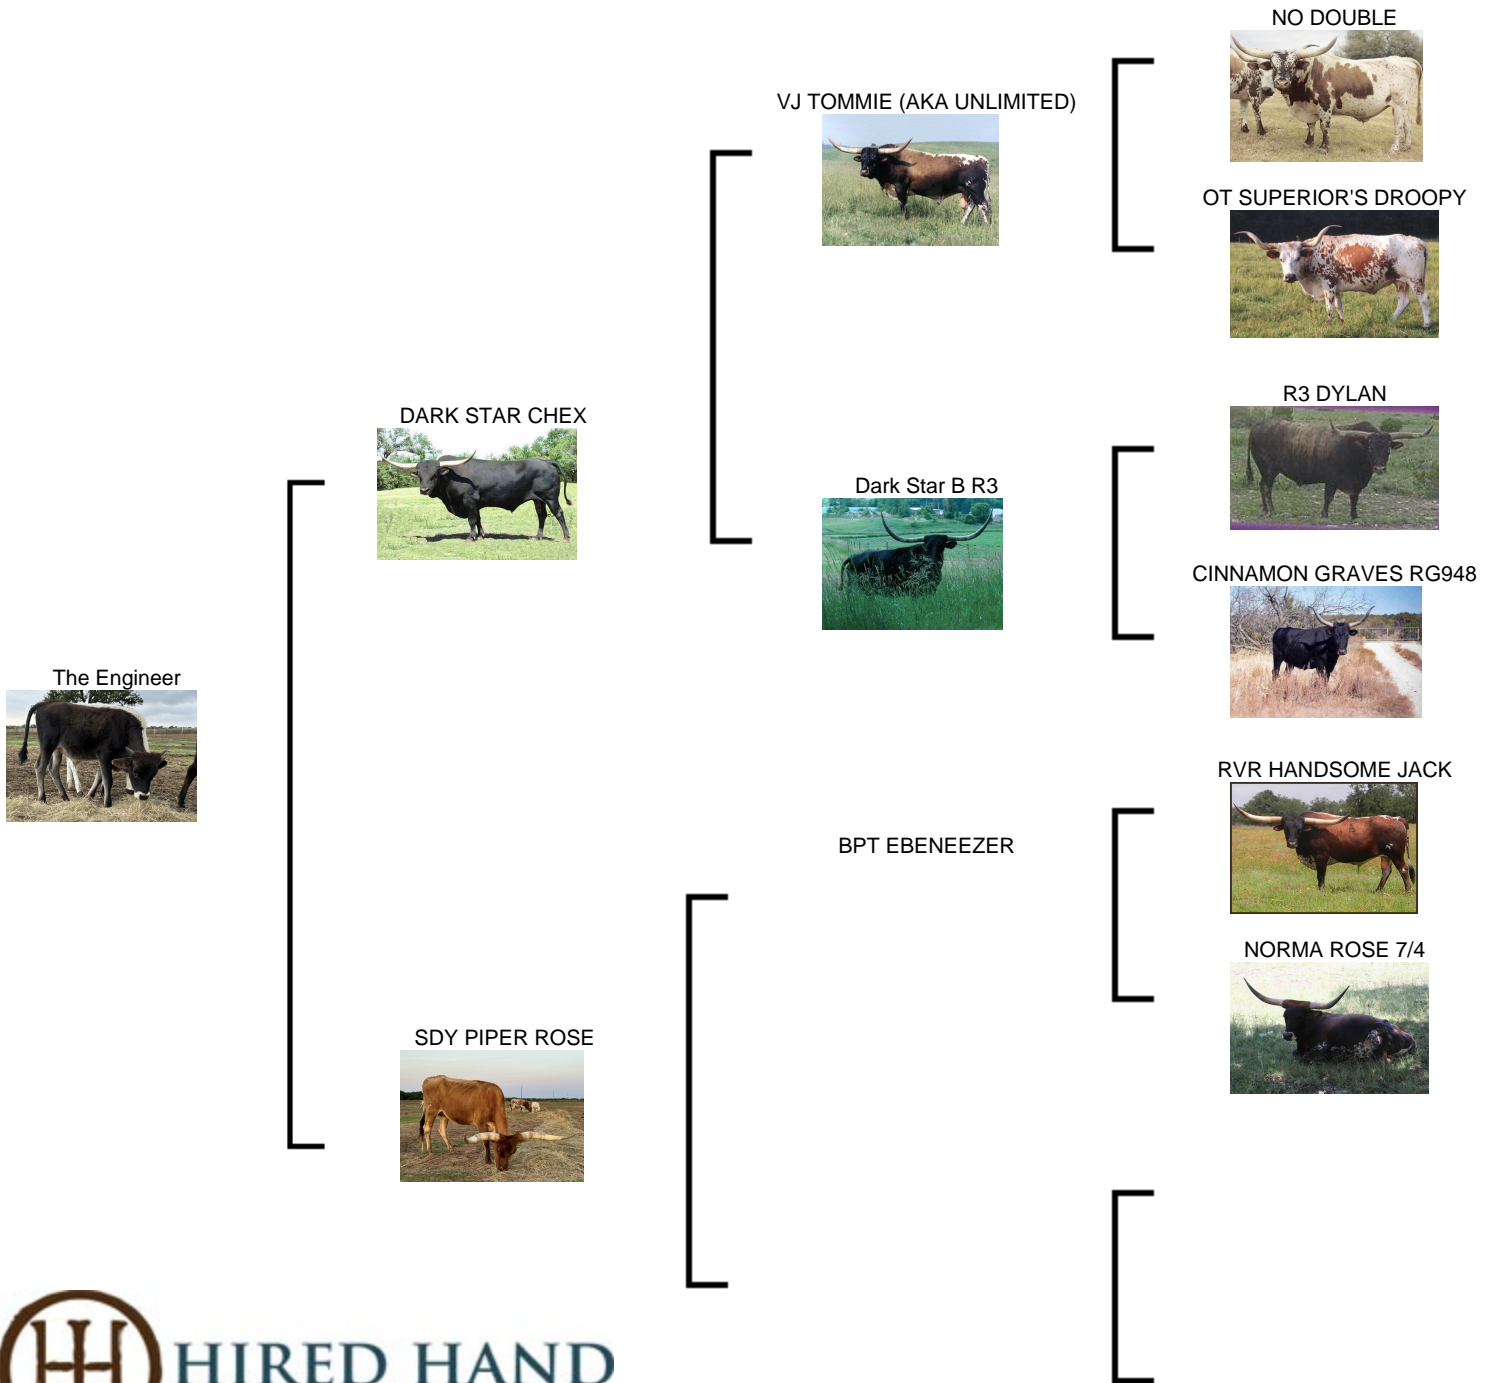 NO DOUBLE
VJ TOMMIE (AKA UNLIMITED)
OT SUPERIOR'S DROOPY
R3 DYLAN
DARK STAR CHEX
Dark Star B R3
CINNAMON GRAVES RG948
The Engineer
RVR HANDSOME JACK
BPT EBENEEZER
NORMA ROSE 7/4
SDY PIPER ROSE
HIRED HAND